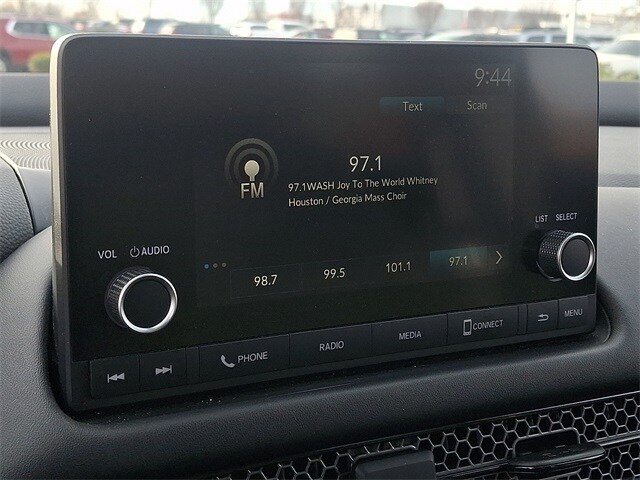 9:44
Text Scan
97.1
FM
97.1WASH Joy To The World Whitney
Houston / Georgia Mass Choir
LIST SELECT
VOL AUDIO
98.7 99.5 101.1 97.1
PHONE RADIO MEDIA CONNECT MENU